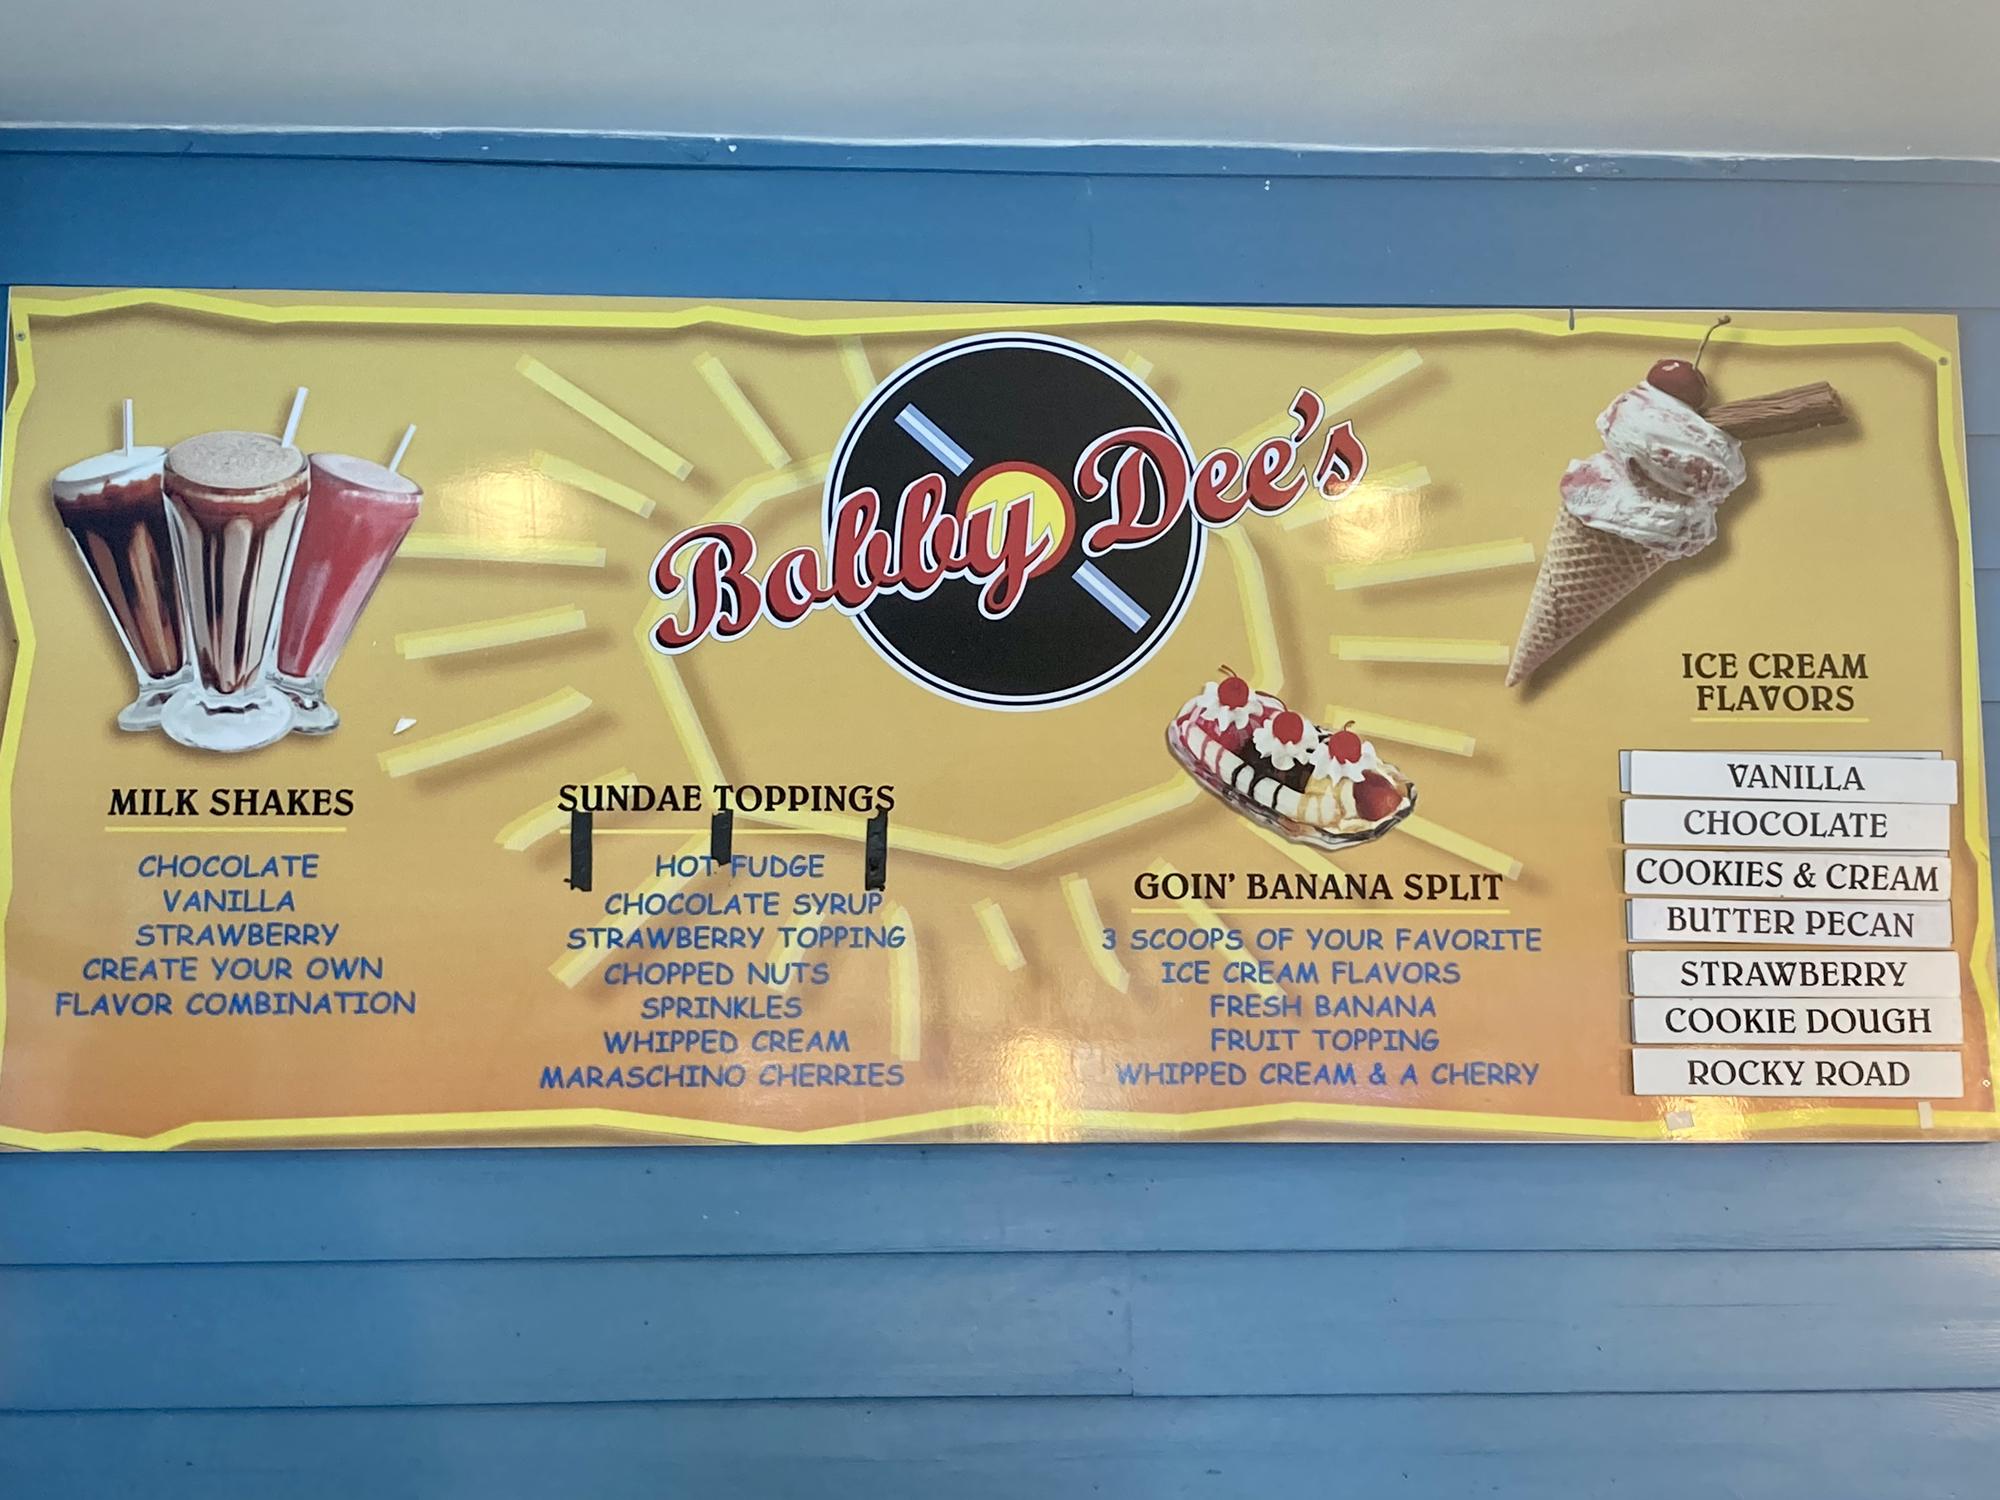 Bobby Dee's
MILK SHAKES
CHOCOLATE
VANILLA
STRAWBERRY
CREATE YOUR OWN
FLAVOR COMBINATION
SUNDAE TOPPINGS
HOT FUDGE
CHOCOLATE SYRUP
STRAWBERRY TOPPING
CHOPPED NUTS
SPRINKLES
WHIPPED CREAM
MARASCHINO CHERRIES
GOIN' BANANA SPLIT
3 SCOOPS OF YOUR FAVORITE
ICE CREAM FLAVORS
FRESH BANANA
FRUIT TOPPING
WHIPPED CREAM & A CHERRY
ICE CREAM
FLAVORS
VANILLA
CHOCOLATE
COOKIES & CREAM
BUTTER PECAN
STRAWBERRY
COOKIE DOUGH
ROCKY ROAD